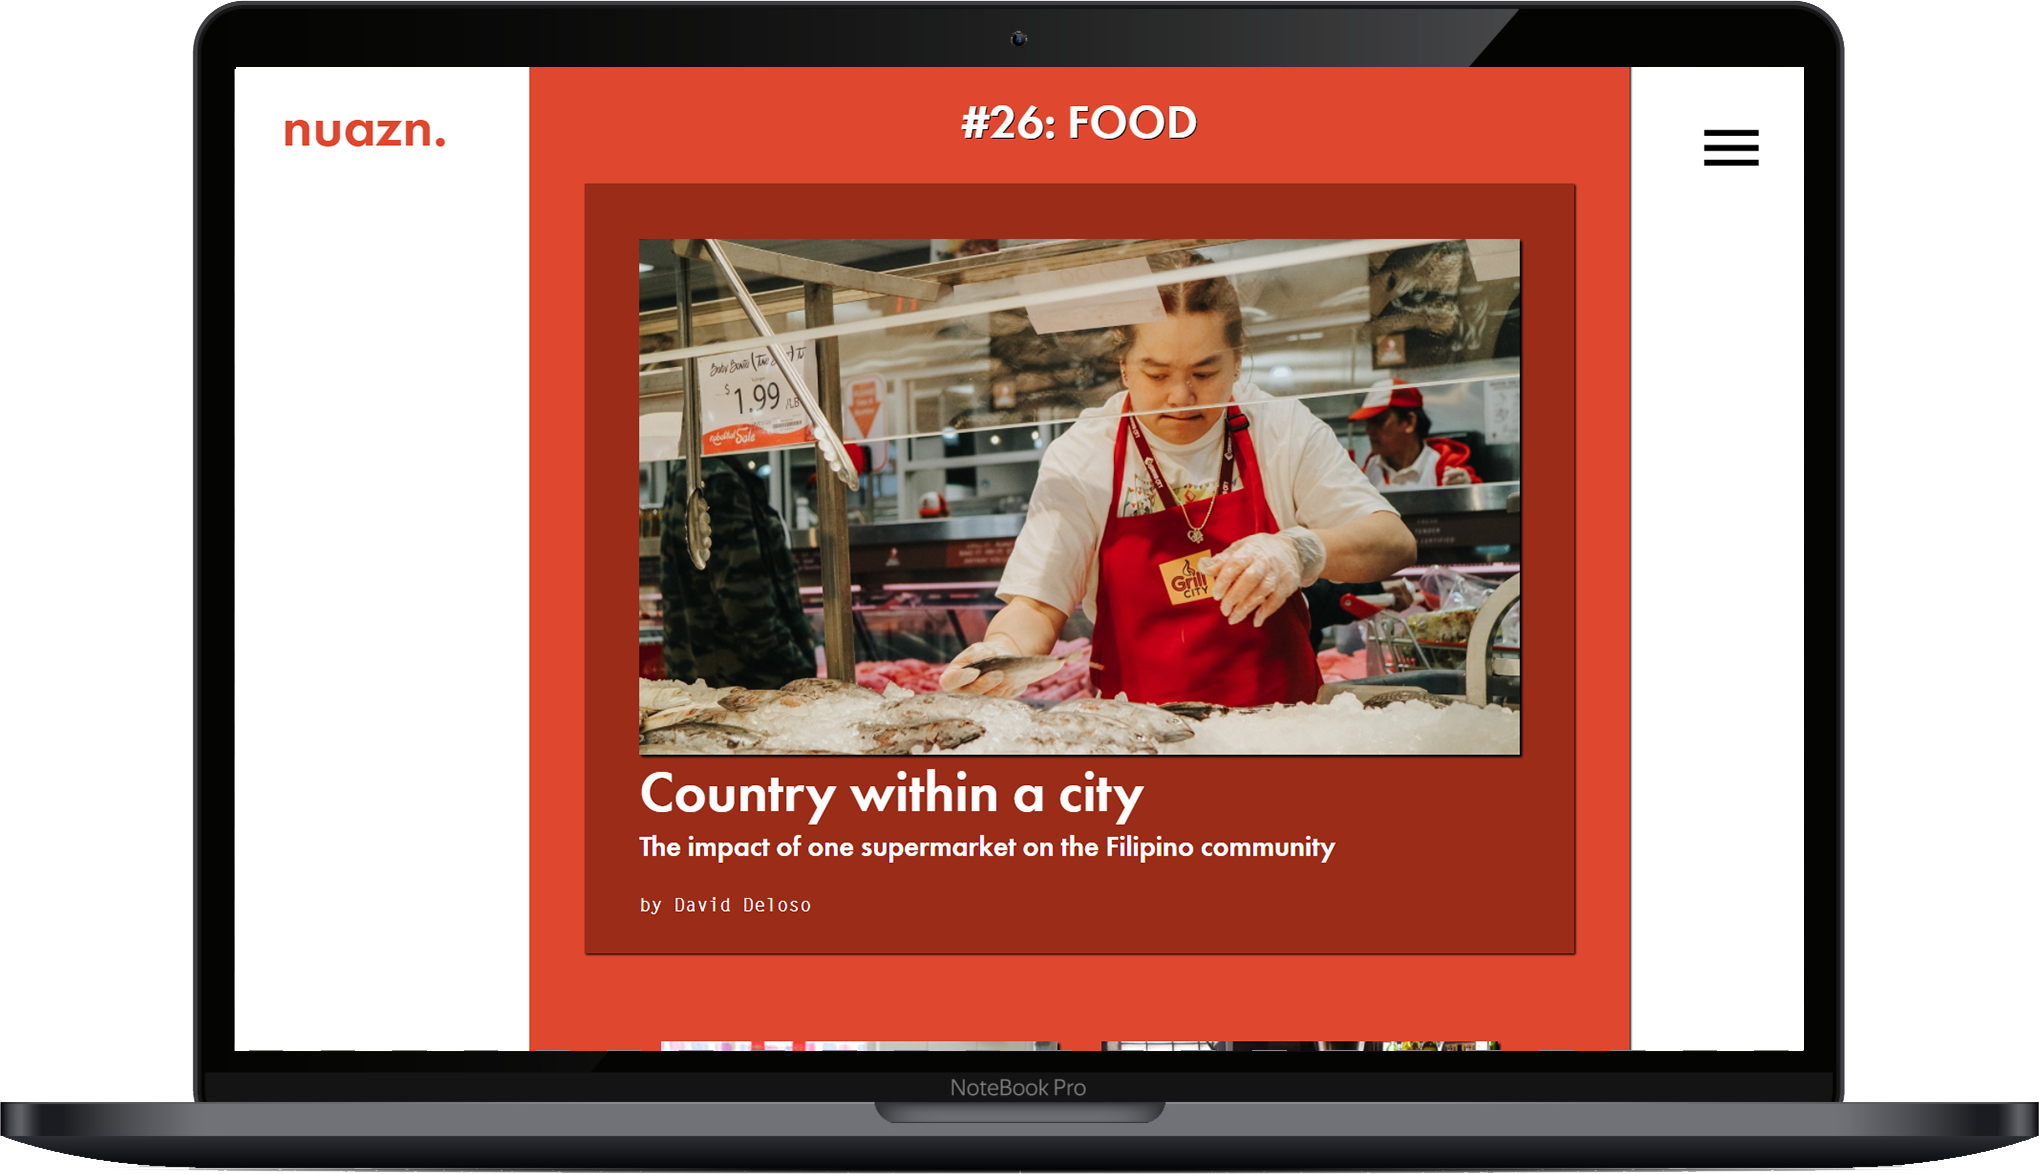 nuazn.
#26: FOOD
$1.99 /LB
Sale
Grill
CITY
Country within a city
The impact of one supermarket on the Filipino community
by David Deloso
NoteBook Pro